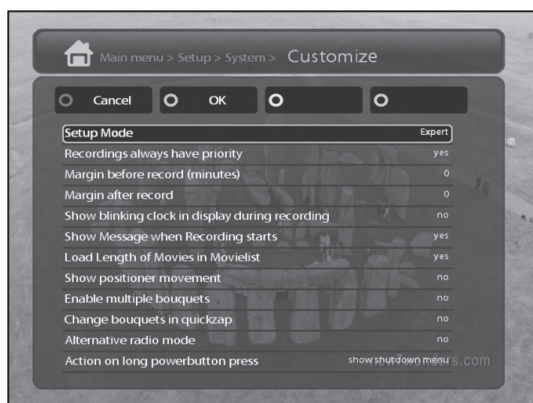 Main menu > Setup > System > Customize
Cancel OK
Setup Mode Expert
Recordings always have priority yes
Margin before record (minutes) 0
Margin after record 0
Show blinking clock in display during recording no
Show Message when Recording starts yes
Load Length of Movies in Movielist yes
Show positioner movement no
Enable multiple bouquets no
Change bouquets in quickzap no
Alternative radio mode no
Action on long powerbutton press show shutdown menu